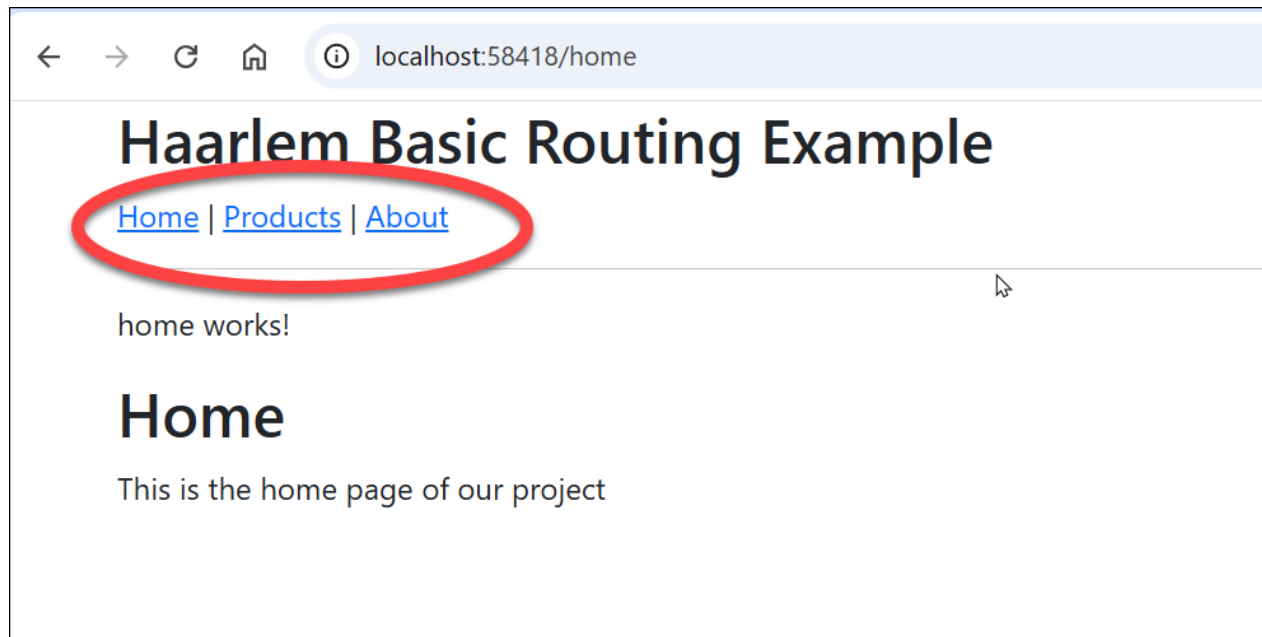 localhost:58418/home
Haarlem Basic Routing Example
Home | Products | About
home works!
Home
This is the home page of our project